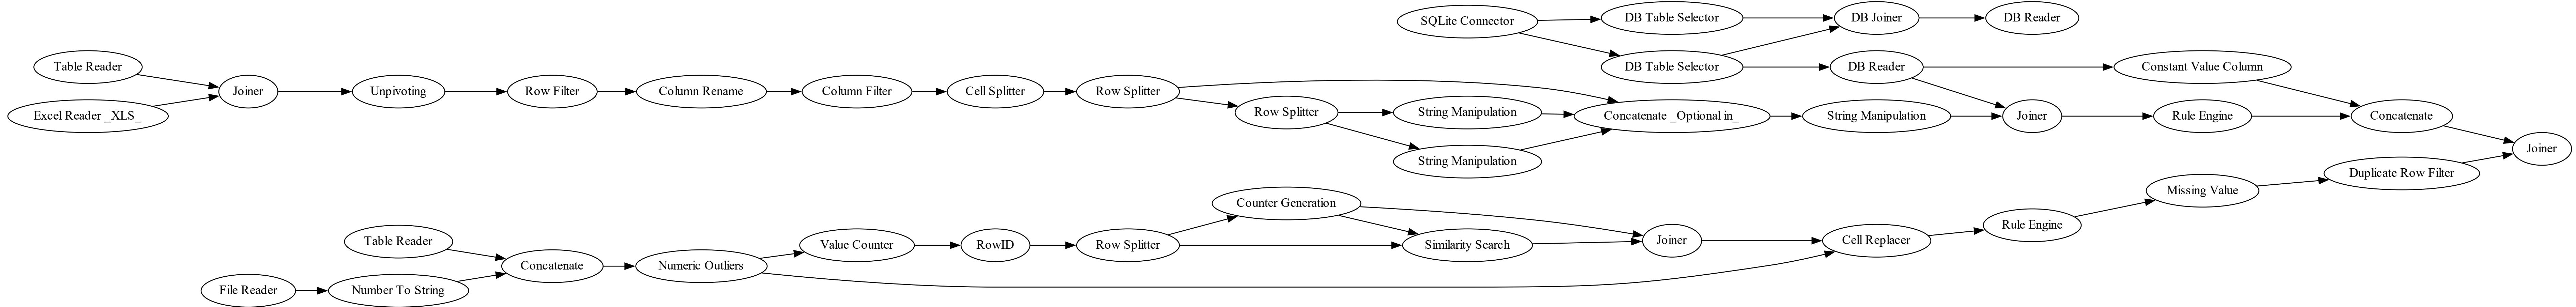 SQLite Connector
DB Table Selector
DB Joiner
DB Reader
DB Table Selector
DB Reader
Constant Value Column
Table Reader
Excel Reader _XLS_
Joiner
Unpivoting
Row Filter
Column Rename
Column Filter
Cell Splitter
Row Splitter
Row Splitter
String Manipulation
String Manipulation
Concatenate _Optional in_
String Manipulation
Joiner
Rule Engine
Concatenate
Joiner
Table Reader
File Reader
Number To String
Concatenate
Numeric Outliers
Value Counter
RowID
Row Splitter
Counter Generation
Similarity Search
Joiner
Cell Replacer
Rule Engine
Missing Value
Duplicate Row Filter